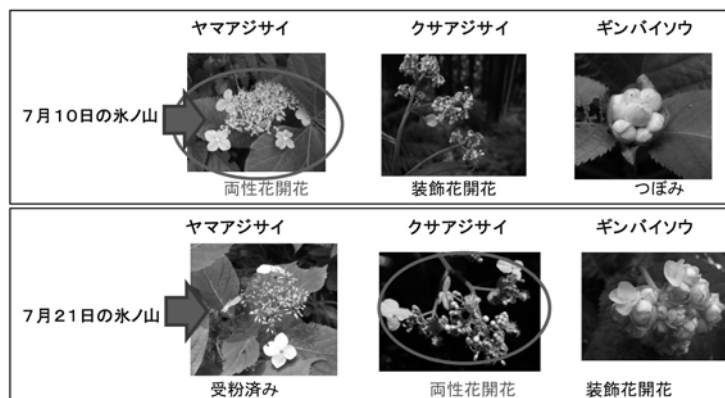 ヤマアジサイ クサアジサイ ギンバイソウ
7月10日の氷ノ山
両性花開花 装飾花開花 つぼみ
ヤマアジサイ クサアジサイ ギンバイソウ
7月21日の氷ノ山
受粉済み 両性花開花 装飾花開花